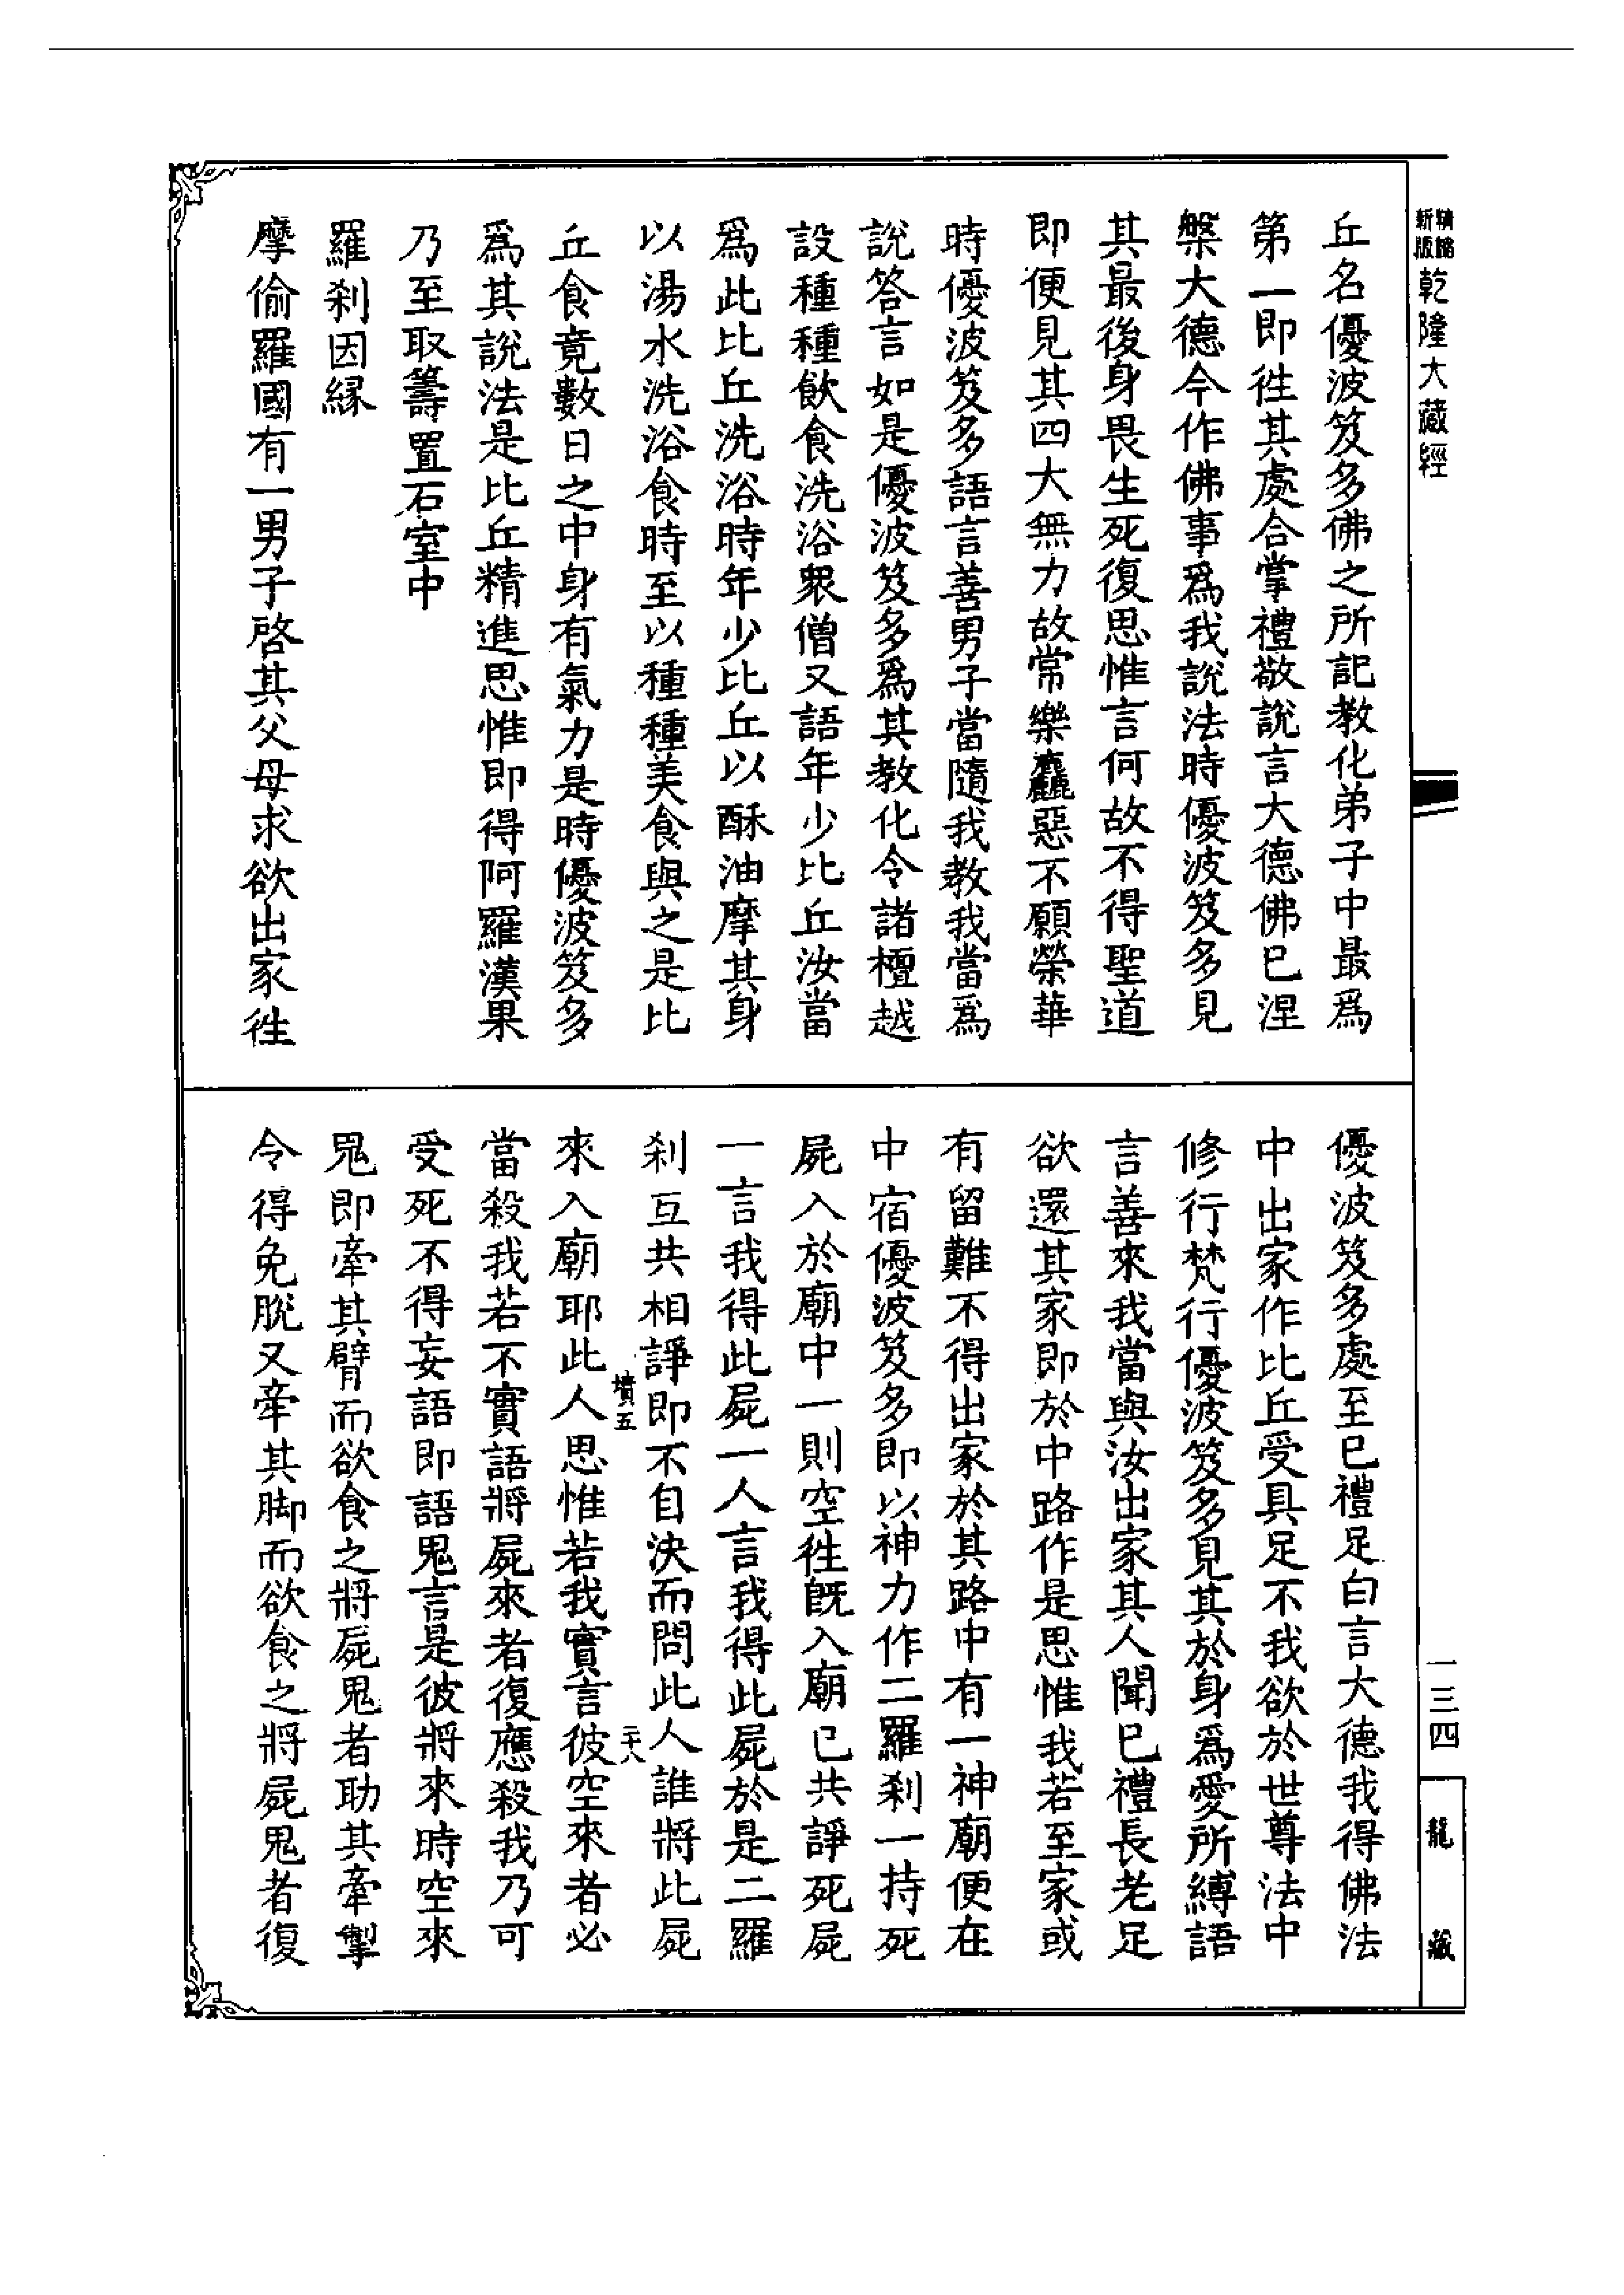 精縮
新版
乾隆大藏經
丘名優波笈多佛之所記教化弟子中最爲
第一即徃其處合掌禮敬說言大德佛已涅
槃大德今作佛事爲我說法時優波笈多見
其最後身畏生死復思惟言何故不得聖道
即便見其四大無力故常樂麤惡不願榮華
時優波笈多語言善男子當隨我教我當爲
說答言如是優波笈多爲其教化令諸檀越
設種種飲食洗浴衆僧又語年少比丘汝當
爲此比丘洗浴時年少比丘以酥油摩其身
以湯水洗浴食時至以種種美食與之是比
丘食竟數日之中身有氣力是時優波笈多
爲其說法是比丘精進思惟即得阿羅漢果
乃至取籌置石室中
羅刹因縁
摩偷羅國有一男子啓其父母求欲出家徃
優波笈多處至已禮足白言大德我得佛法
中出家作比丘受具足不我欲於世尊法中
修行梵行優波笈多見其於身爲愛所縛語
言善來我當與汝出家其人聞已禮長老足
欲還其家即於中路作是思惟我若至家或
有留難不得出家於其路中有一神廟便在
中宿優波笈多即以神力作二羅刹一持死
屍入於廟中一則空徃旣入廟已共諍死屍
一言我得此屍一人言我得此屍於是二羅
刹互共相諍即不自決而問此人誰將此屍
墳五
二十八
來入廟耶此人思惟若我實言彼空來者必
當殺我若不實語將屍來者復應殺我乃可
受死不得妄語即語鬼言是彼將來時空來
鬼即牽其臂而欲食之將屍鬼者助其牽掣
令得免脫又牽其脚而欲食之將屍鬼者復
一三四
龍藏